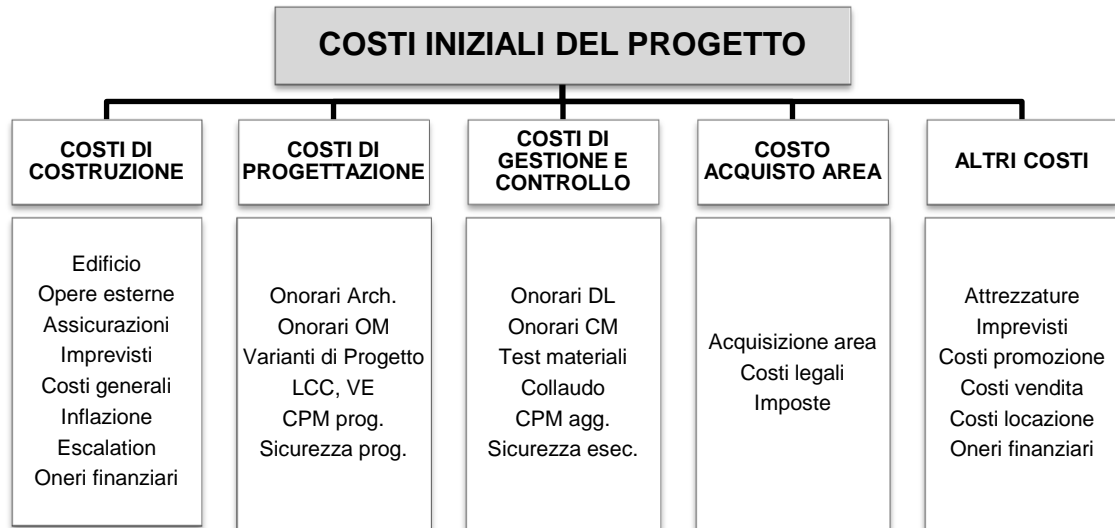 COSTI INIZIALI DEL PROGETTO
COSTI DI
COSTRUZIONE
Edificio
Opere esterne
Assicurazioni
Imprevisti
Costi generali
Inflazione
Escalation
Oneri finanziari
COSTI DI
PROGETTAZIONE
Onorari Arch.
Onorari OM
Varianti di Progetto
LCC, VE
CPM prog.
Sicurezza prog.
COSTI DI
GESTIONE E
CONTROLLO
Onorari DL
Onorari CM
Test materiali
Collaudo
CPM agg.
Sicurezza esec.
COSTO
ACQUISTO AREA
Acquisizione area
Costi legali
Imposte
ALTRI COSTI
Attrezzature
Imprevisti
Costi promozione
Costi vendita
Costi locazione
Oneri finanziari